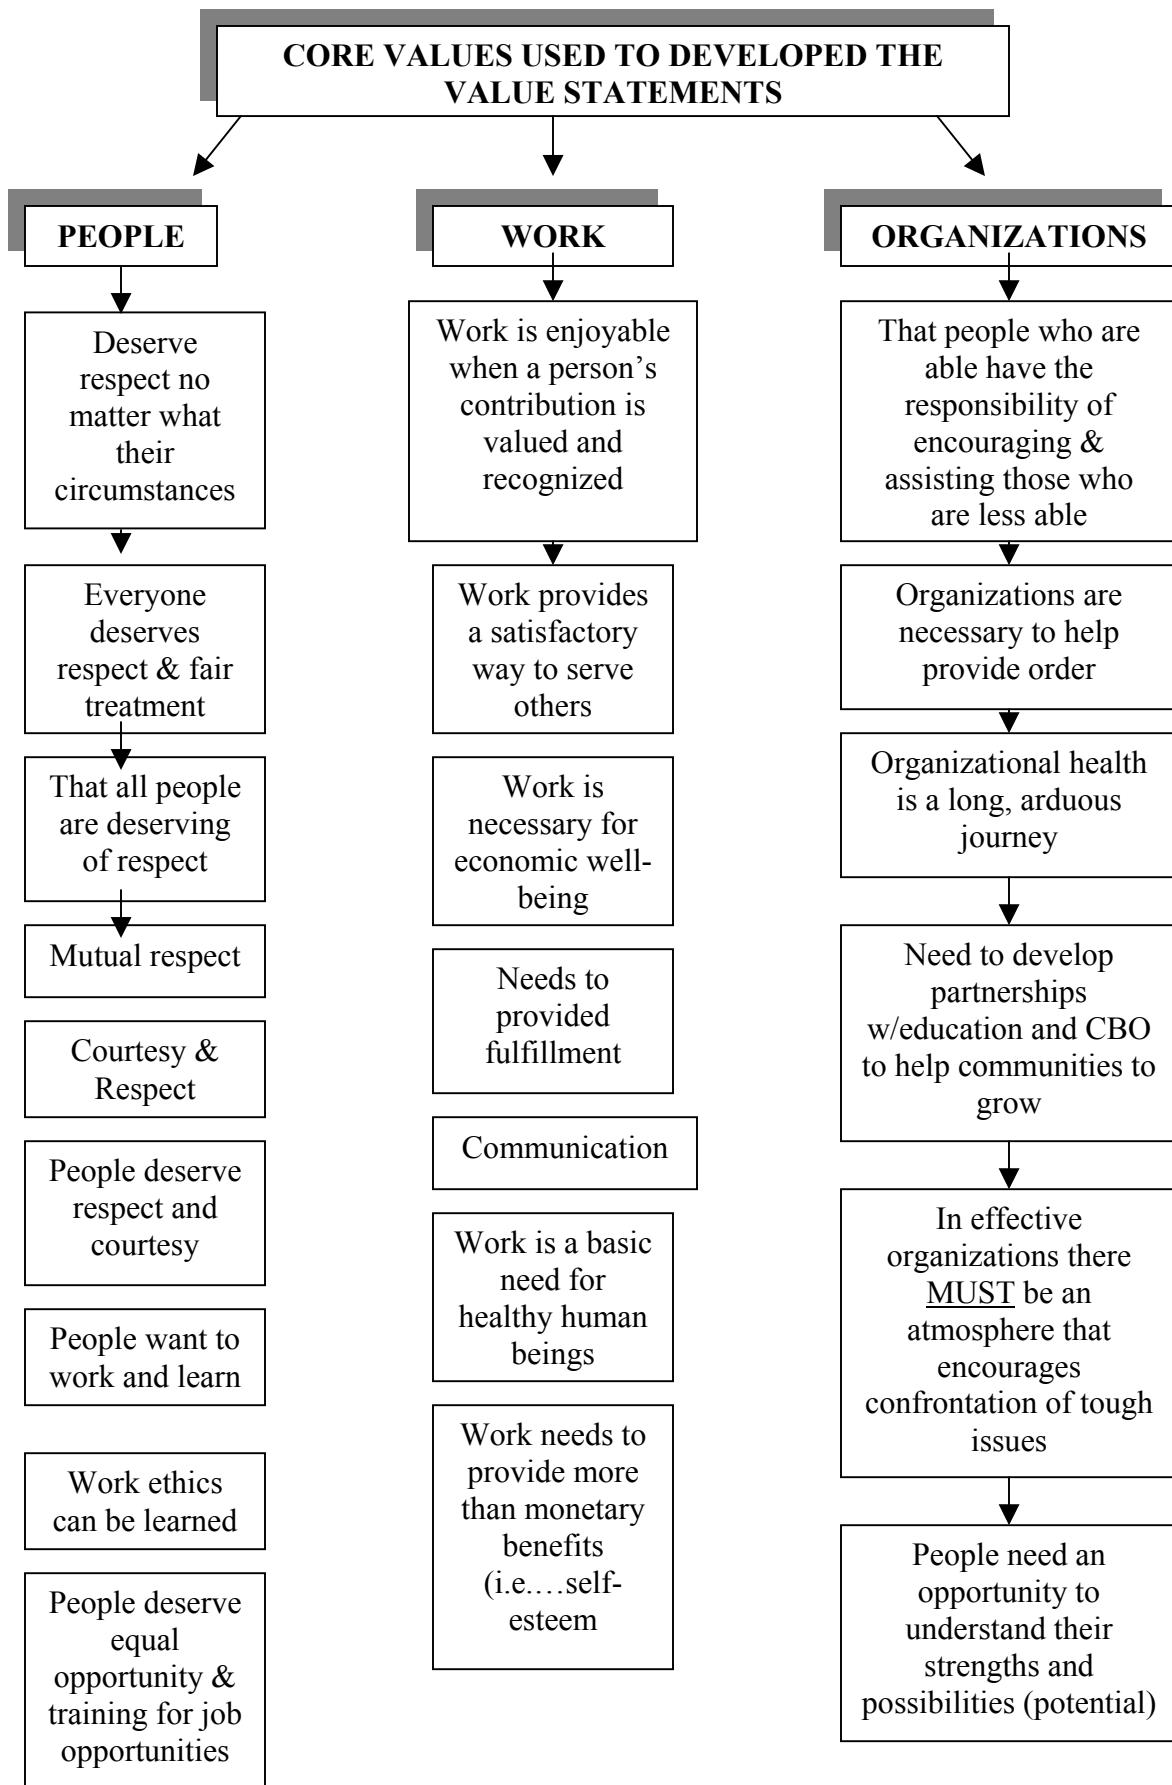 CORE VALUES USED TO DEVELOPED THE
VALUE STATEMENTS
PEOPLE
Deserve
respect no
matter what
their
circumstances
Everyone
deserves
respect & fair
treatment
That all people
are deserving
of respect
Mutual respect
Courtesy &
Respect
People deserve
respect and
courtesy
People want to
work and learn
Work ethics
can be learned
People deserve
equal
opportunity &
training for job
opportunities
WORK
Work is enjoyable
when a person’s
contribution is
valued and
recognized
Work provides
a satisfactory
way to serve
others
Work is
necessary for
economic well-
being
Needs to
provided
fulfillment
Communication
Work is a basic
need for
healthy human
beings
Work needs to
provide more
than monetary
benefits
(i.e.…self-
esteem
ORGANIZATIONS
That people who are
able have the
responsibility of
encouraging &
assisting those who
are less able
Organizations are
necessary to help
provide order
Organizational health
is a long, arduous
journey
Need to develop
partnerships
w/education and CBO
to help communities to
grow
In effective
organizations there
MUST be an
atmosphere that
encourages
confrontation of tough
issues
People need an
opportunity to
understand their
strengths and
possibilities (potential)